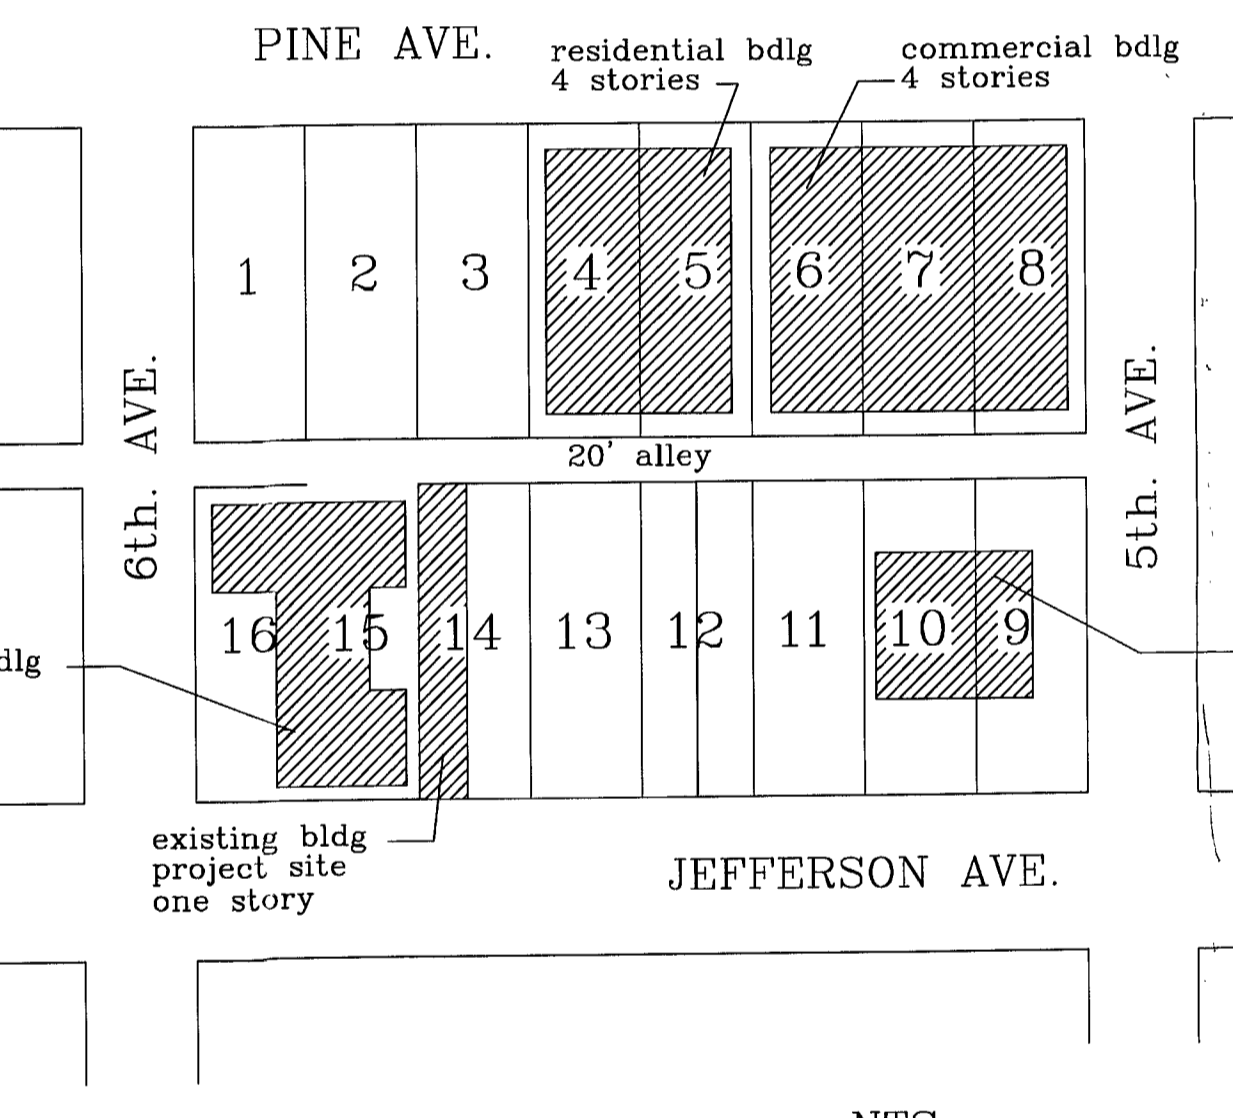 PINE AVE.
residential bdlg
4 stories
commercial bdlg
4 stories
1 2 3 4 5 6 7 8
6th. AVE.
20' alley
5th. AVE.
16 15 14 13 12 11 10 9
dlg
existing bldg
project site
one story
JEFFERSON AVE.
NTS